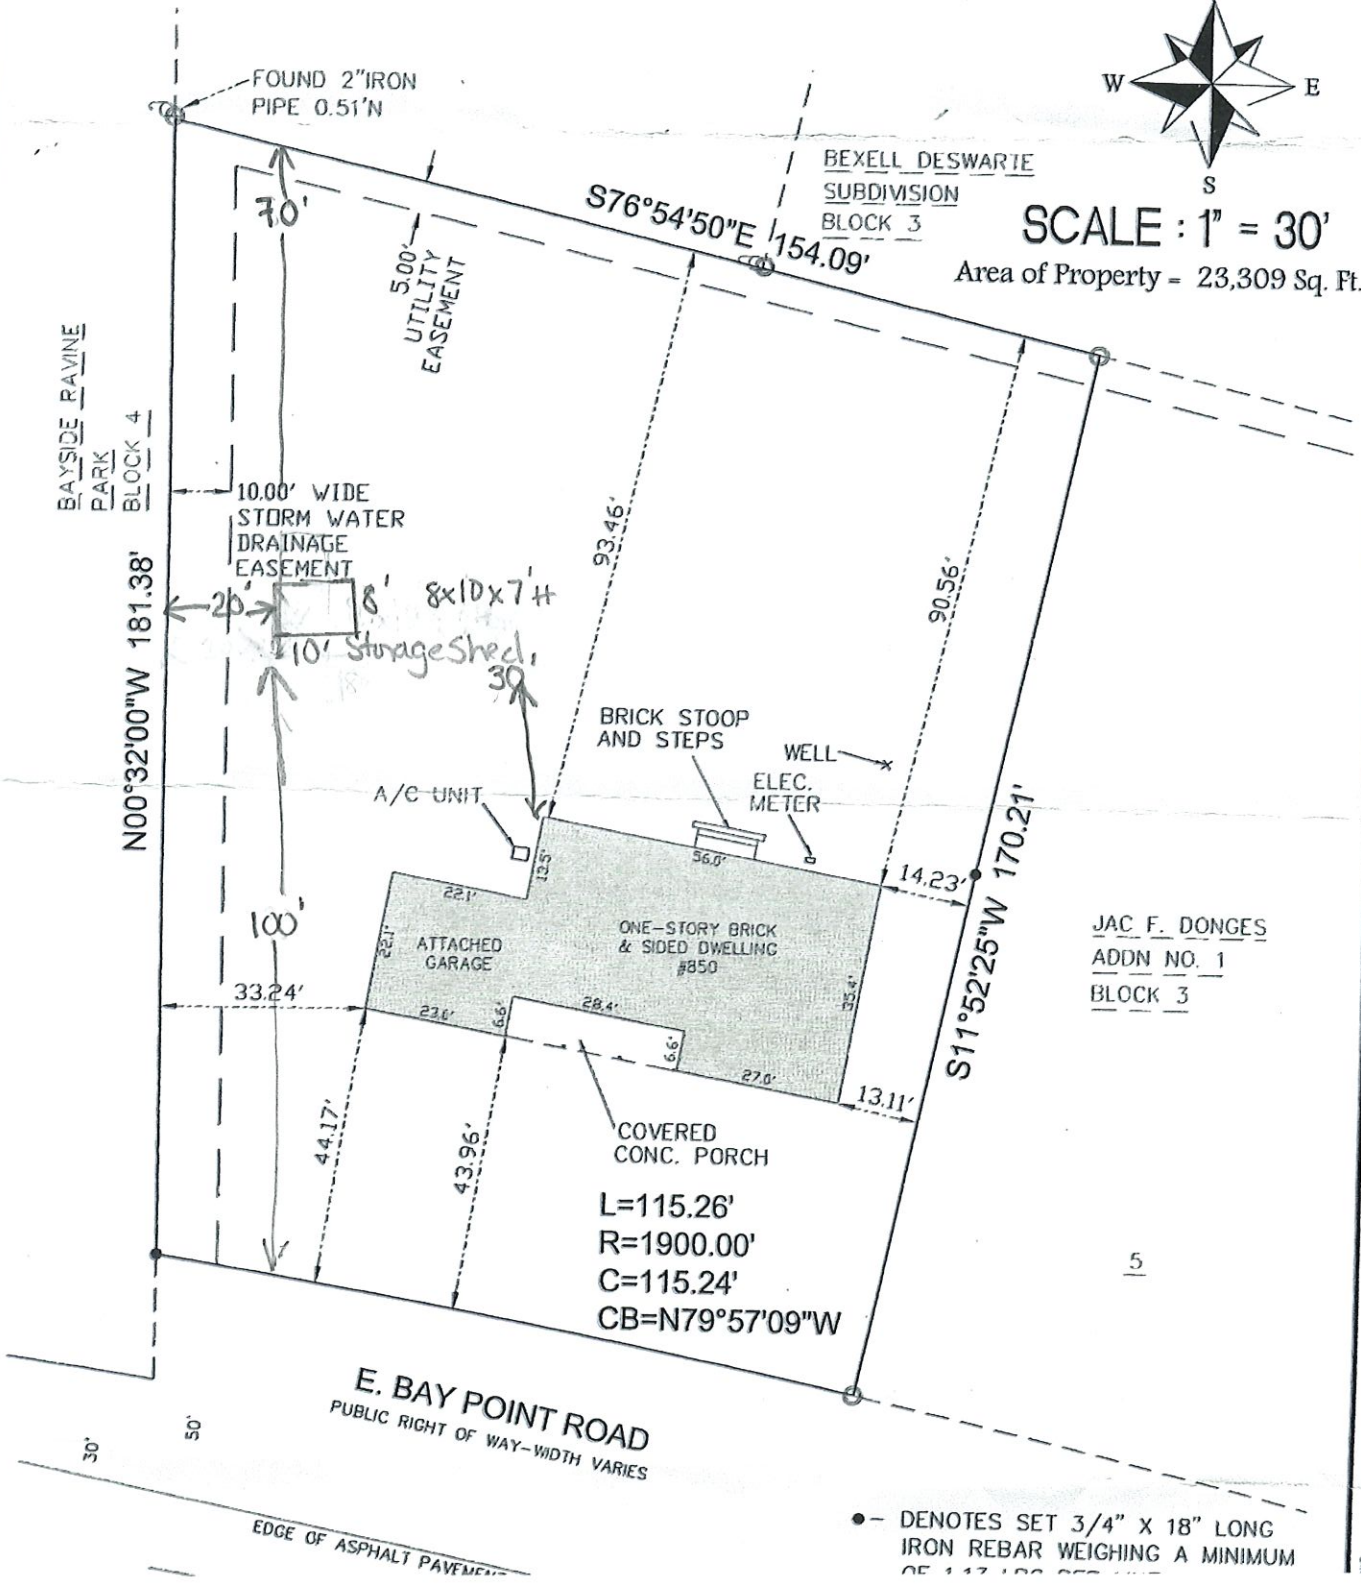 FOUND 2"IRON
PIPE 0.51'N
W
E
S
BEXELL DESWARTE
SUBDIVISION
BLOCK 3
SCALE : 1" = 30'
Area of Property = 23,309 Sq. Ft.
S76°54'50"E 154.09'
70'
5.00'
UTILITY
EASEMENT
BAYSIDE RAVINE
PARK
BLOCK 4
10.00' WIDE
STORM WATER
DRAINAGE
EASEMENT
N00°32'00"W 181.38'
20'
8'
8x10x7'H
10' Storage Shed
30'
93.46'
90.56'
BRICK STOOP
AND STEPS
WELL
ELEC.
METER
A/C UNIT
56.0'
13.5'
22.1'
22.1'
14.23'
S11°52'25"W 170.21'
100'
ATTACHED
GARAGE
ONE-STORY BRICK
& SIDED DWELLING
#850
JAC F. DONGES
ADDN NO. 1
BLOCK 3
33.24'
23.0'
6.6'
28.4'
6.6'
35.4'
27.0'
13.11'
44.17'
43.96'
COVERED
CONC. PORCH
L=115.26'
R=1900.00'
C=115.24'
CB=N79°57'09"W
5
E. BAY POINT ROAD
PUBLIC RIGHT OF WAY-WIDTH VARIES
30'
50'
EDGE OF ASPHALT PAVEMENT
●- DENOTES SET 3/4" X 18" LONG
IRON REBAR WEIGHING A MINIMUM